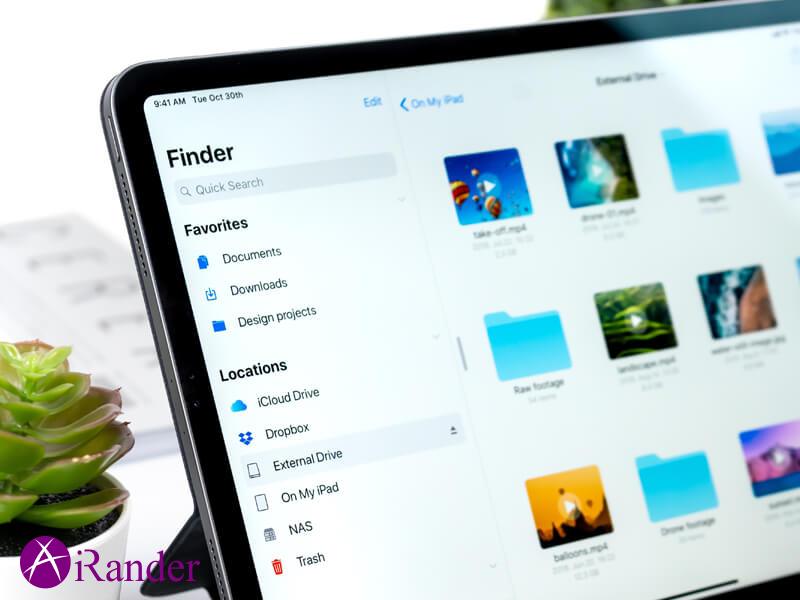 9:41 AM Tue Oct 30th
Edit
Finder
Quick Search
Favorites
Documents
Downloads
Design projects
Locations
iCloud Drive
Dropbox
External Drive
On My iPad
NAS
Trash
On My iPad
External Drive
take-off.mp4
drone-01.mp4
Images
Raw footage
landscape.mp4
balloons.mp4
Drone footage
iRander